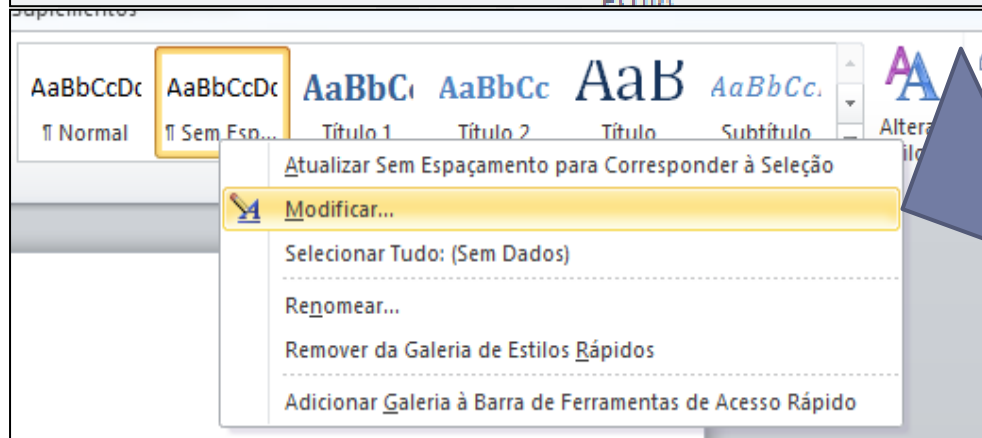 Suplementos
AaBbCcDc AaBbCcDc AaBbC AaBbCc AaB AaBbCc.
¶ Normal ¶ Sem Esp... Título 1 Título 2 Título Subtítulo
Atualizar Sem Espaçamento para Corresponder à Seleção
Modificar...
Selecionar Tudo: (Sem Dados)
Renomear...
Remover da Galeria de Estilos Rápidos
Adicionar Galeria à Barra de Ferramentas de Acesso Rápido